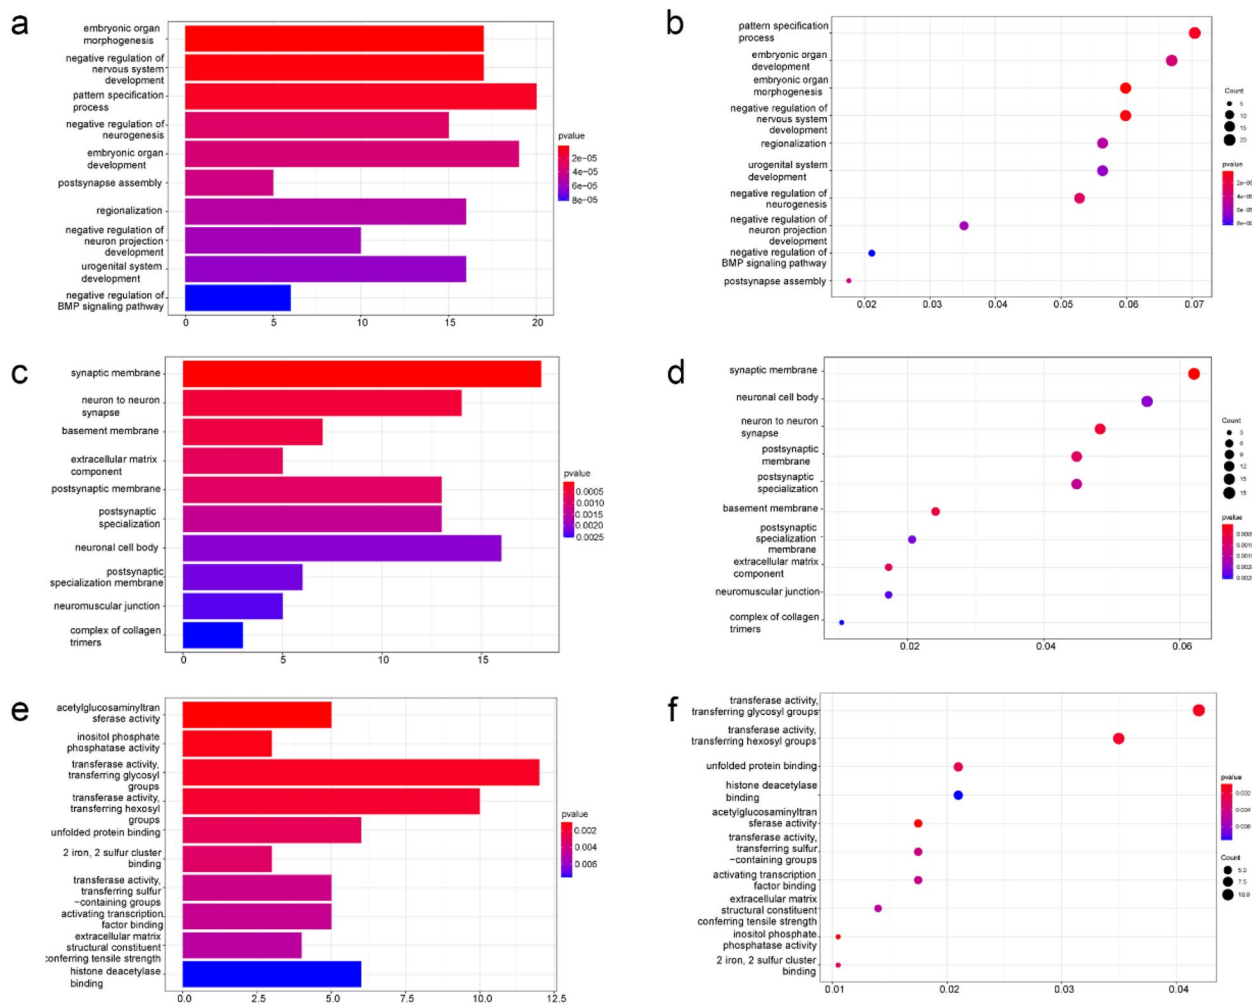 a
embryonic organ
morphogenesis
negative regulation of
nervous system
development
pattern specification
process
negative regulation of
neurogenesis
embryonic organ
development
postsynapse assembly
regionalization
negative regulation of
neuron projection
development
urogenital system
development
negative regulation of
BMP signaling pathway
0 5 10 15 20
pvalue
2e-05
4e-05
6e-05
8e-05
b
pattern specification
process
embryonic organ
development
embryonic organ
morphogenesis
negative regulation of
nervous system
development
regionalization
urogenital system
development
negative regulation of
neurogenesis
negative regulation of
neuron projection
development
negative regulation of
BMP signaling pathway
postsynapse assembly
0.02 0.03 0.04 0.05 0.06 0.07
Count
5
10
15
20
pvalue
c
synaptic membrane
neuron to neuron
synapse
basement membrane
extracellular matrix
component
postsynaptic membrane
postsynaptic
specialization
neuronal cell body
postsynaptic
specialization membrane
neuromuscular junction
complex of collagen
trimers
0 5 10 15
pvalue
0.0005
0.0010
0.0015
0.0020
0.0025
d
synaptic membrane
neuronal cell body
neuron to neuron
synapse
postsynaptic
membrane
postsynaptic
specialization
basement membrane
postsynaptic
specialization
membrane
extracellular matrix
component
neuromuscular junction
complex of collagen
trimers
0.02 0.04 0.06
Count
9
12
15
pvalue
e
acetylglucosaminyltran
sferase activity
inositol phosphate
phosphatase activity
transferase activity,
transferring glycosyl
groups
transferase activity,
transferring hexosyl
groups
unfolded protein binding
2 iron, 2 sulfur cluster
binding
transferase activity,
transferring sulfur
-containing groups
activating transcription
factor binding
extracellular matrix
structural constituent
conferring tensile strength
histone deacetylase
binding
0.0 2.5 5.0 7.5 10.0 12.5
pvalue
0.002
0.004
0.006
f
transferase activity,
transferring glycosyl groups
transferase activity,
transferring hexosyl groups
unfolded protein binding
histone deacetylase
binding
acetylglucosaminyltran
sferase activity
transferase activity,
transferring sulfur
-containing groups
activating transcription
factor binding
extracellular matrix
structural constituent
conferring tensile strength
inositol phosphate
phosphatase activity
2 iron, 2 sulfur cluster
binding
0.01 0.02 0.03 0.04
pvalue
0.002
0.004
0.006
Count
5.0
7.5
10.0